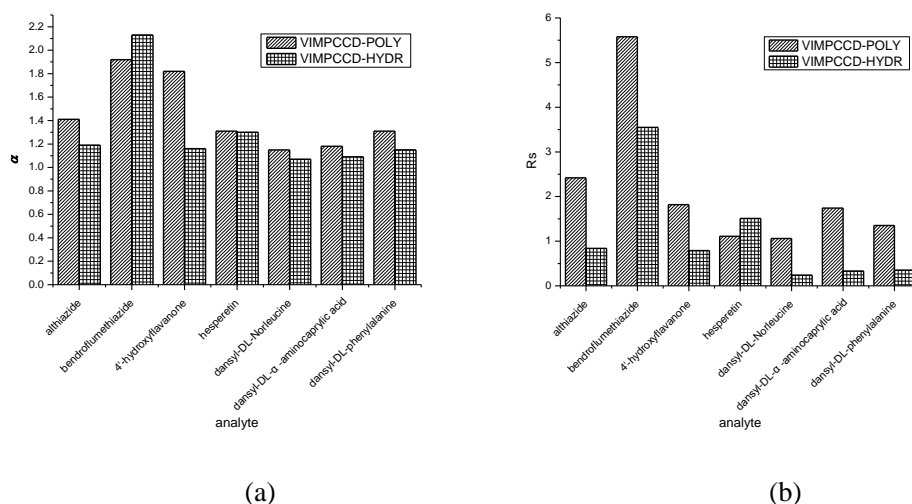 2.2
2.0
1.8
1.6
1.4
1.2
1.0
0.8
0.6
0.4
0.2
0.0
α
VIMPCCD-POLY
VIMPCCD-HYDR
althiazide
bendroflumethiazide
4'-hydroxyflavanone
hesperetin
dansyl-DL-Norleucine
dansyl-DL-α -aminocaprylic acid
dansyl-DL-phenylalanine
analyte
(a)
6
5
4
3
2
1
0
Rs
VIMPCCD-POLY
VIMPCCD-HYDR
althiazide
bendroflumethiazide
4'-hydroxyflavanone
hesperetin
dansyl-DL-Norleucine
dansyl-DL-α -aminocaprylic acid
dansyl-DL-phenylalanine
analyte
(b)